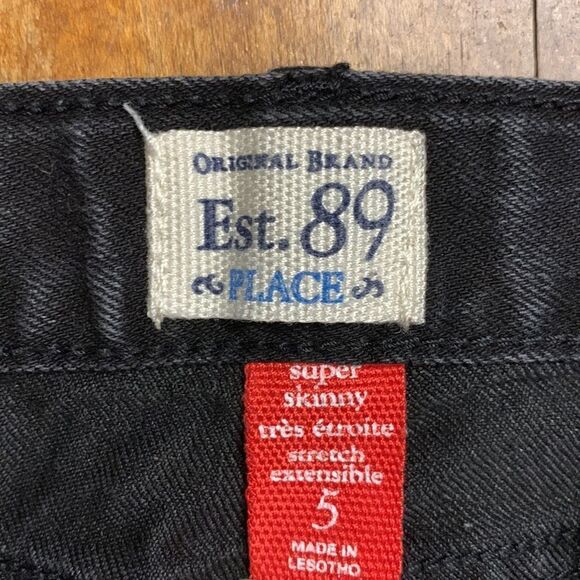 ORIGINAL BRAND
Est. 89
PLACE
super
skinny
très étroite
stretch
extensible
5
MADE IN
LESOTHO